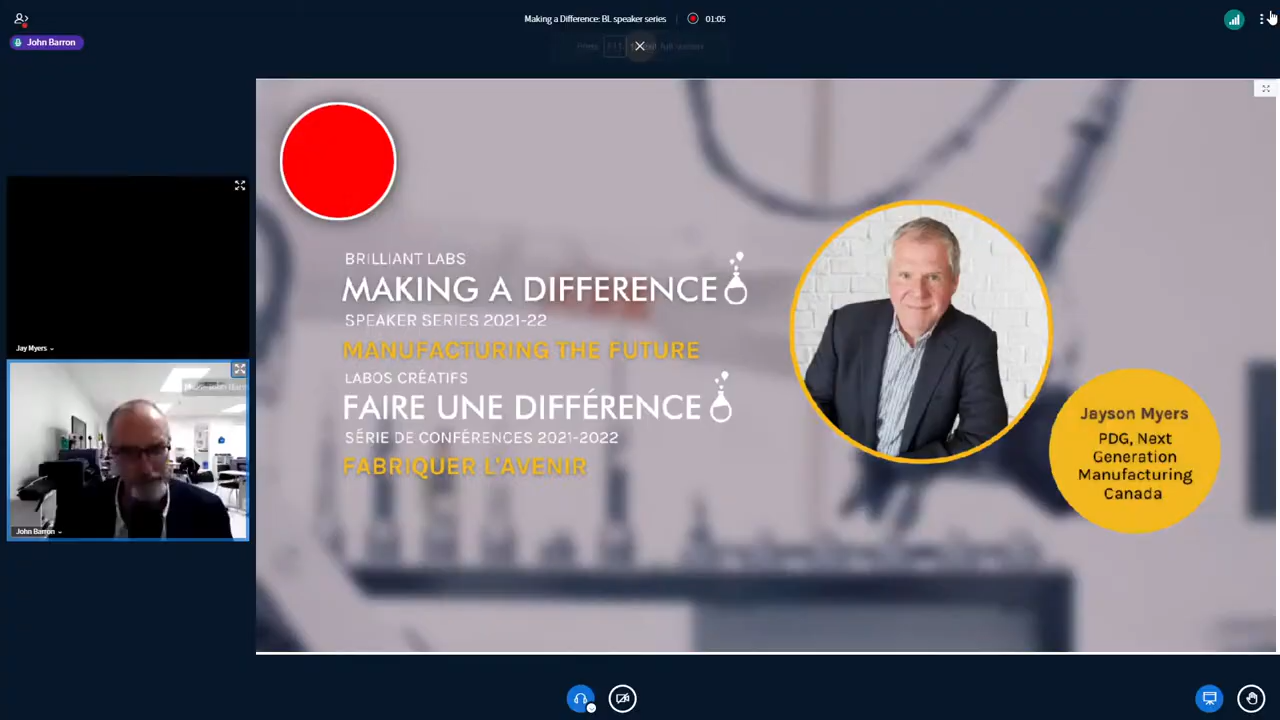 Making a Difference: BL speaker series
01:05
John Barron
BRILLIANT LABS
MAKING A DIFFERENCE
SPEAKER SERIES 2021-22
MANUFACTURING THE FUTURE
LABOS CRÉATIFS
FAIRE UNE DIFFÉRENCE
SÉRIE DE CONFÉRENCES 2021-2022
FABRIQUER L'AVENIR
Jayson Myers
PDG, Next
Generation
Manufacturing
Canada
Jay Myers
John Barron